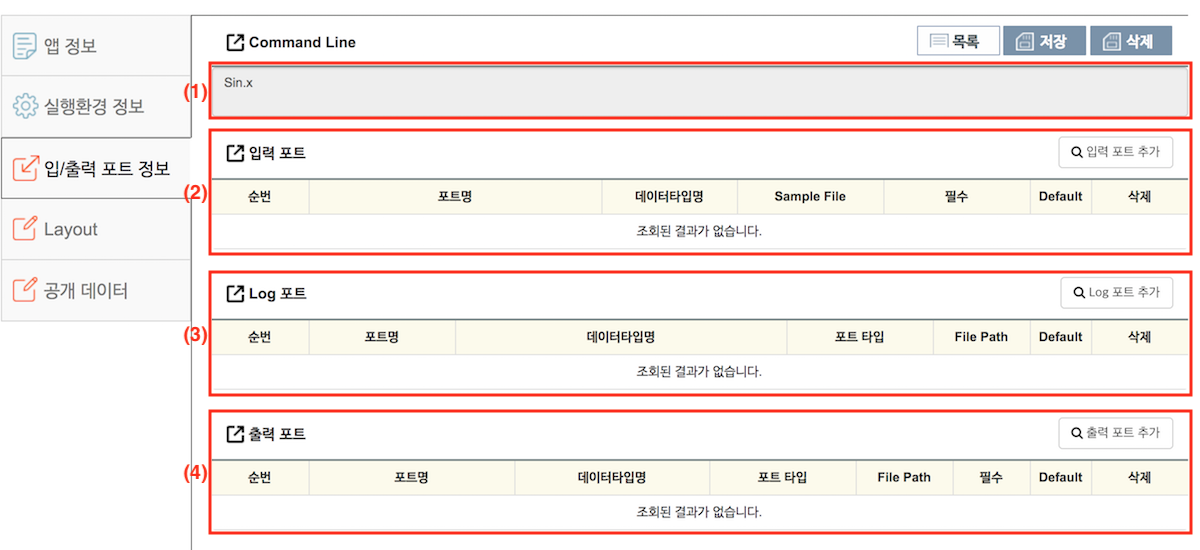 앱 정보
실행환경 정보
입/출력 포트 정보
Layout
공개 데이터
Command Line
목록 저장 삭제
(1)
Sin.x
(2)
입력 포트 입력 포트 추가
순번 포트명 데이터타입명 Sample File 필수 Default 삭제
조회된 결과가 없습니다.
(3)
Log 포트 Log 포트 추가
순번 포트명 데이터타입명 포트 타입 File Path Default 삭제
조회된 결과가 없습니다.
(4)
출력 포트 출력 포트 추가
순번 포트명 데이터타입명 포트 타입 File Path 필수 Default 삭제
조회된 결과가 없습니다.